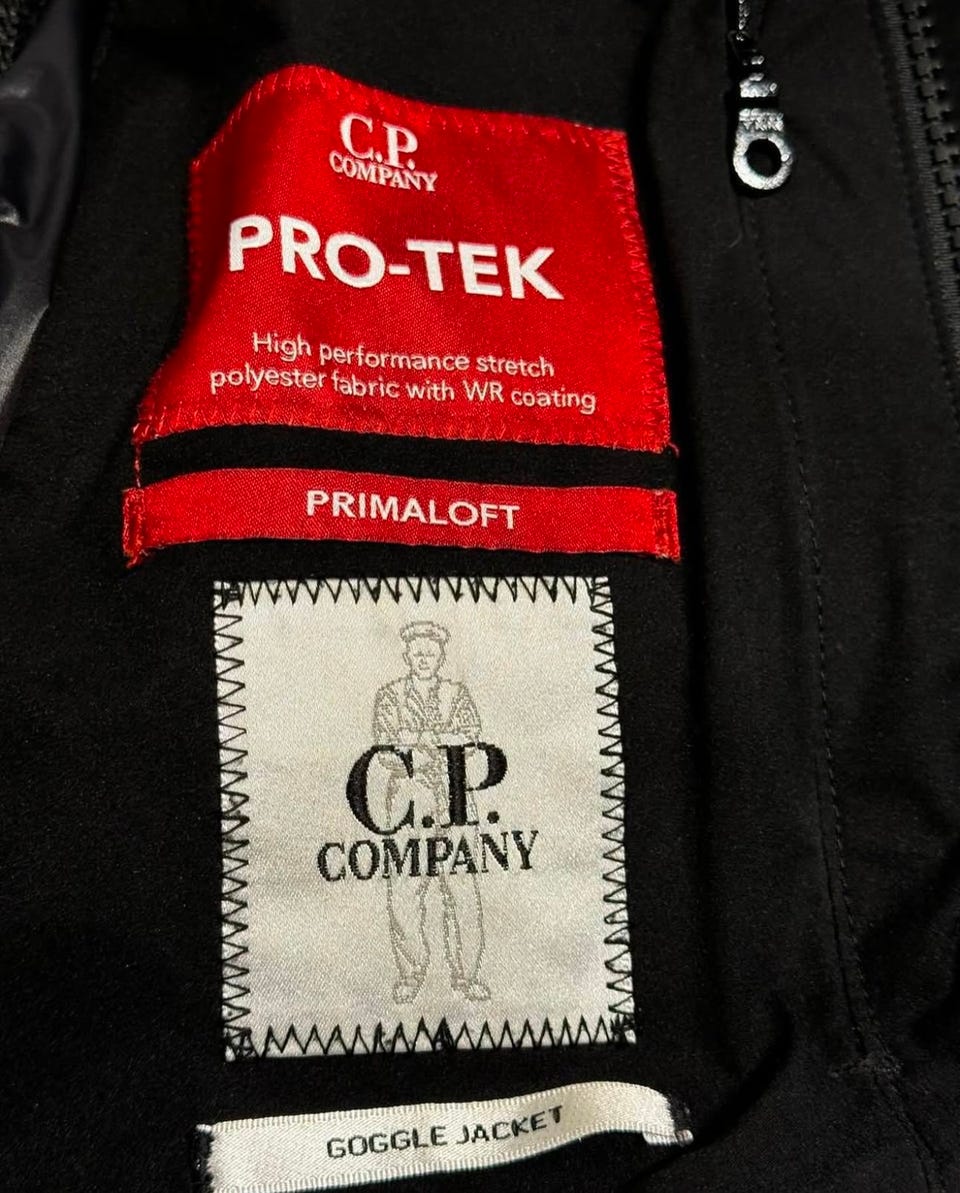 C.P.
COMPANY
PRO-TEK
High performance stretch
polyester fabric with WR coating
PRIMALOFT
C.P.
COMPANY
GOGGLE JACKET